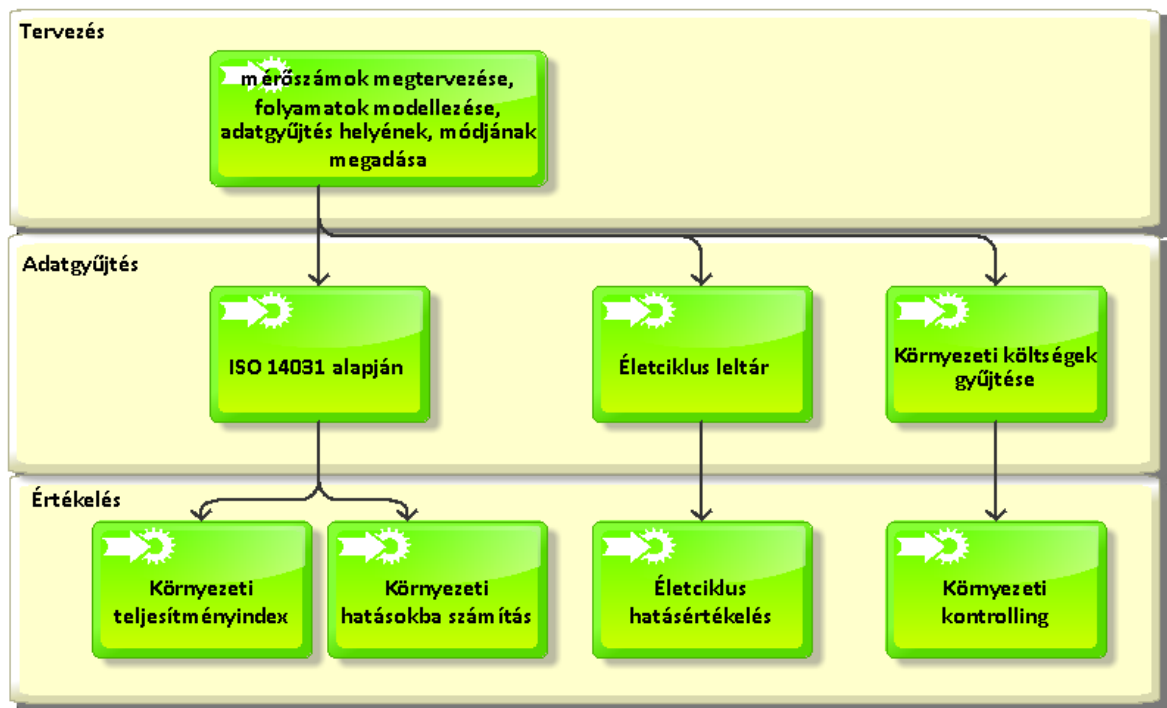 Tervezés
mérőszámok megtervezése,
folyamatok modellezése,
adatgyűjtés helyének, módjának
megadása
Adatgyűjtés
ISO 14031 alapján
Életciklus leltár
Környezeti költségek
gyűjtése
Értékelés
Környezeti
teljesítményindex
Környezeti
hatásokba számítás
Életciklus
hatásértékelés
Környezeti
kontrolling